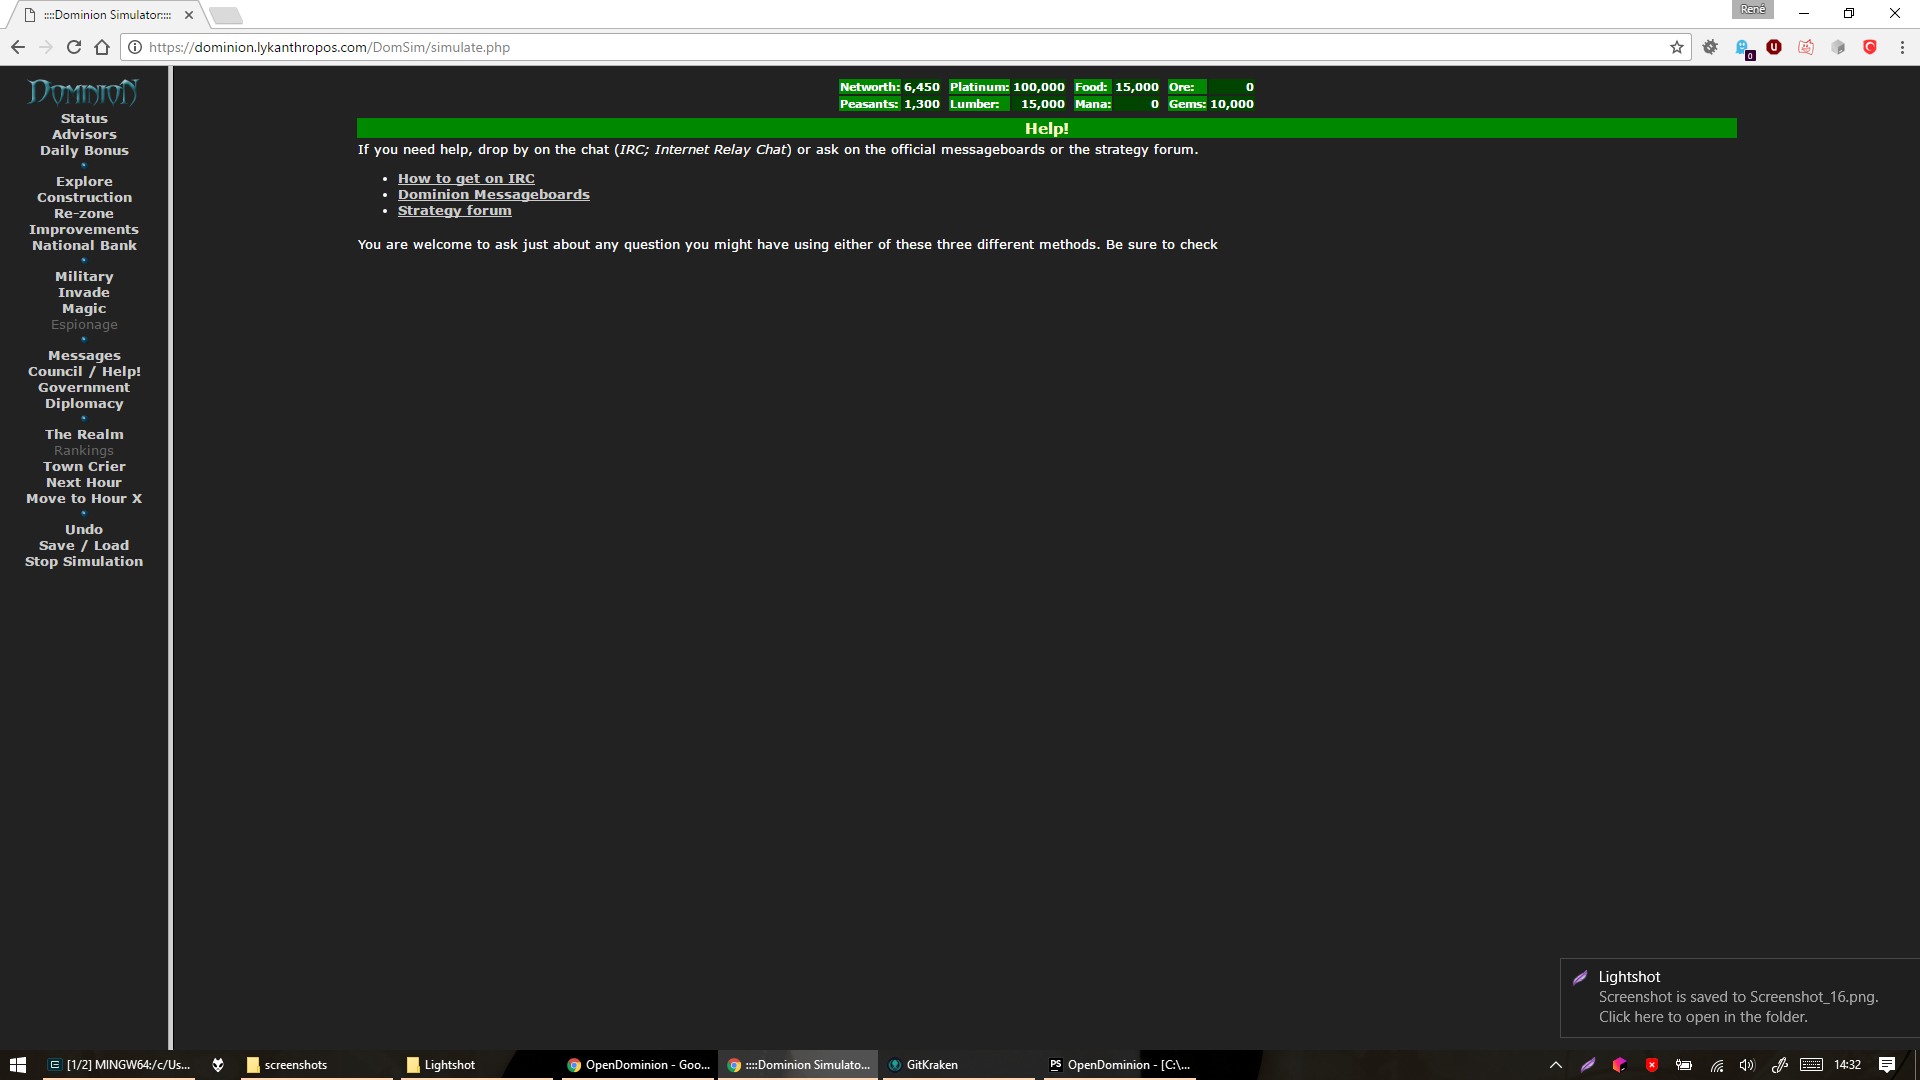 ::::Dominion Simulator::::
René
https://dominion.lykanthropos.com/DomSim/simulate.php
0
DOMINION
Status
Advisors
Daily Bonus
Explore
Construction
Re-zone
Improvements
National Bank
Military
Invade
Magic
Espionage
Messages
Council / Help!
Government
Diplomacy
The Realm
Rankings
Town Crier
Next Hour
Move to Hour X
Undo
Save / Load
Stop Simulation
Networth: 6,450 Platinum: 100,000 Food: 15,000 Ore: 0
Peasants: 1,300 Lumber: 15,000 Mana: 0 Gems: 10,000
Help!
If you need help, drop by on the chat (IRC; Internet Relay Chat) or ask on the official messageboards or the strategy forum.
• How to get on IRC
• Dominion Messageboards
• Strategy forum
You are welcome to ask just about any question you might have using either of these three different methods. Be sure to check
Lightshot
Screenshot is saved to Screenshot_16.png.
Click here to open in the folder.
[1/2] MINGW64:/c/Us... screenshots Lightshot OpenDominion - Goo... ::::Dominion Simulato... GitKraken PS OpenDominion - [C:\... 14:32